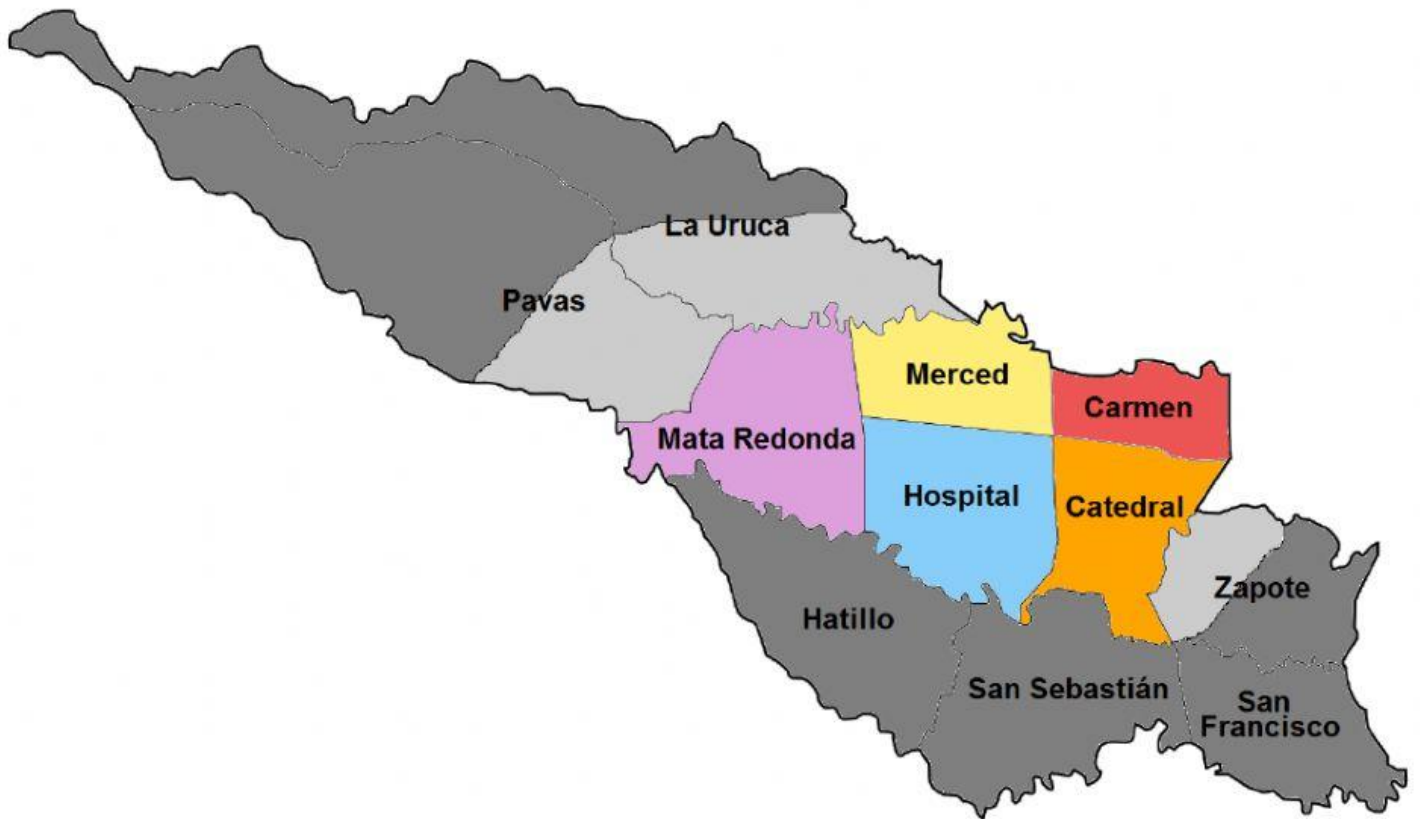 La Uruca
Pavas
Merced
Carmen
Mata Redonda
Hospital
Catedral
Zapote
Hatillo
San Sebastián
San
Francisco